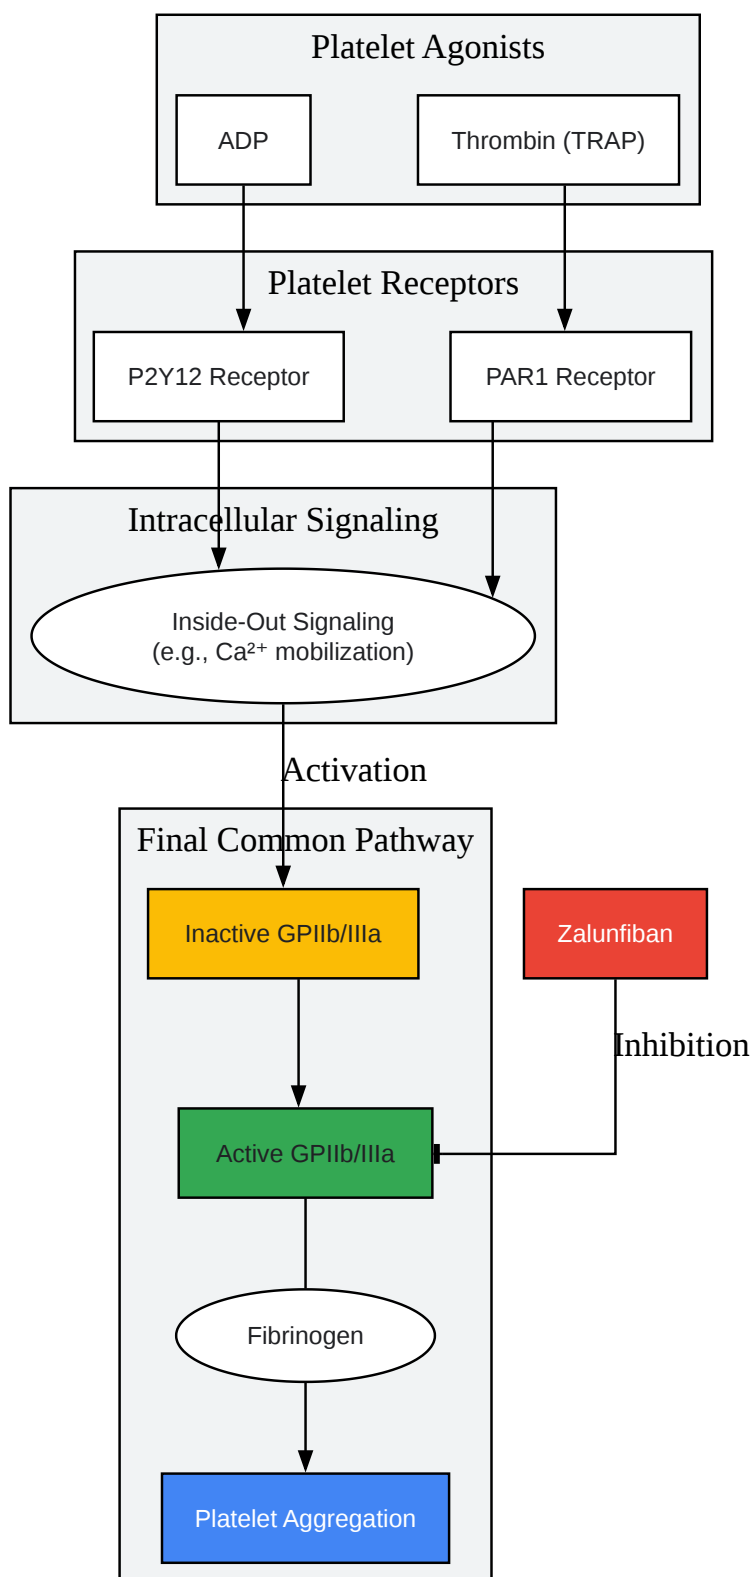 Platelet Agonists
ADP
Thrombin (TRAP)
Platelet Receptors
P2Y12 Receptor
PAR1 Receptor
Intracellular Signaling
Inside-Out Signaling
(e.g., Ca²⁺ mobilization)
Activation
Final Common Pathway
Inactive GPIIb/IIIa
Zalunfiban
Inhibition
Active GPIIb/IIIa
Fibrinogen
Platelet Aggregation